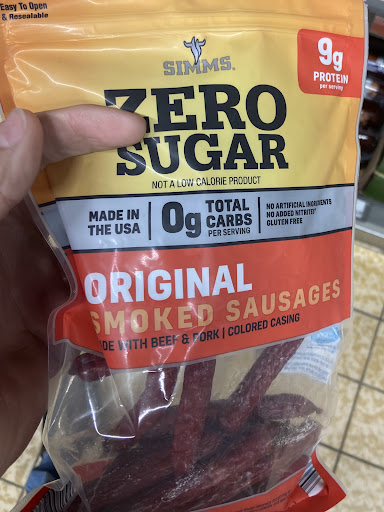 Easy To Open
& Resealable
SIMMS.
9g
PROTEIN
per serving
ZERO
SUGAR
NOT A LOW CALORIE PRODUCT
MADE IN
THE USA
0g
TOTAL
CARBS
PER SERVING
NO ARTIFICIAL INGREDIENTS
NO ADDED NITRITE†
GLUTEN FREE
ORIGINAL
SMOKED SAUSAGES
DE WITH BEEF & PORK | COLORED CASING